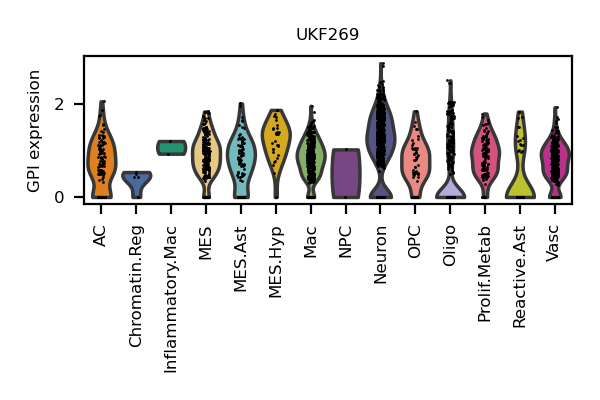 UKF269
GPI expression
2
0
AC
Chromatin.Reg
Inflammatory.Mac
MES
MES.Ast
MES.Hyp
Mac
NPC
Neuron
OPC
Oligo
Prolif.Metab
Reactive.Ast
Vasc